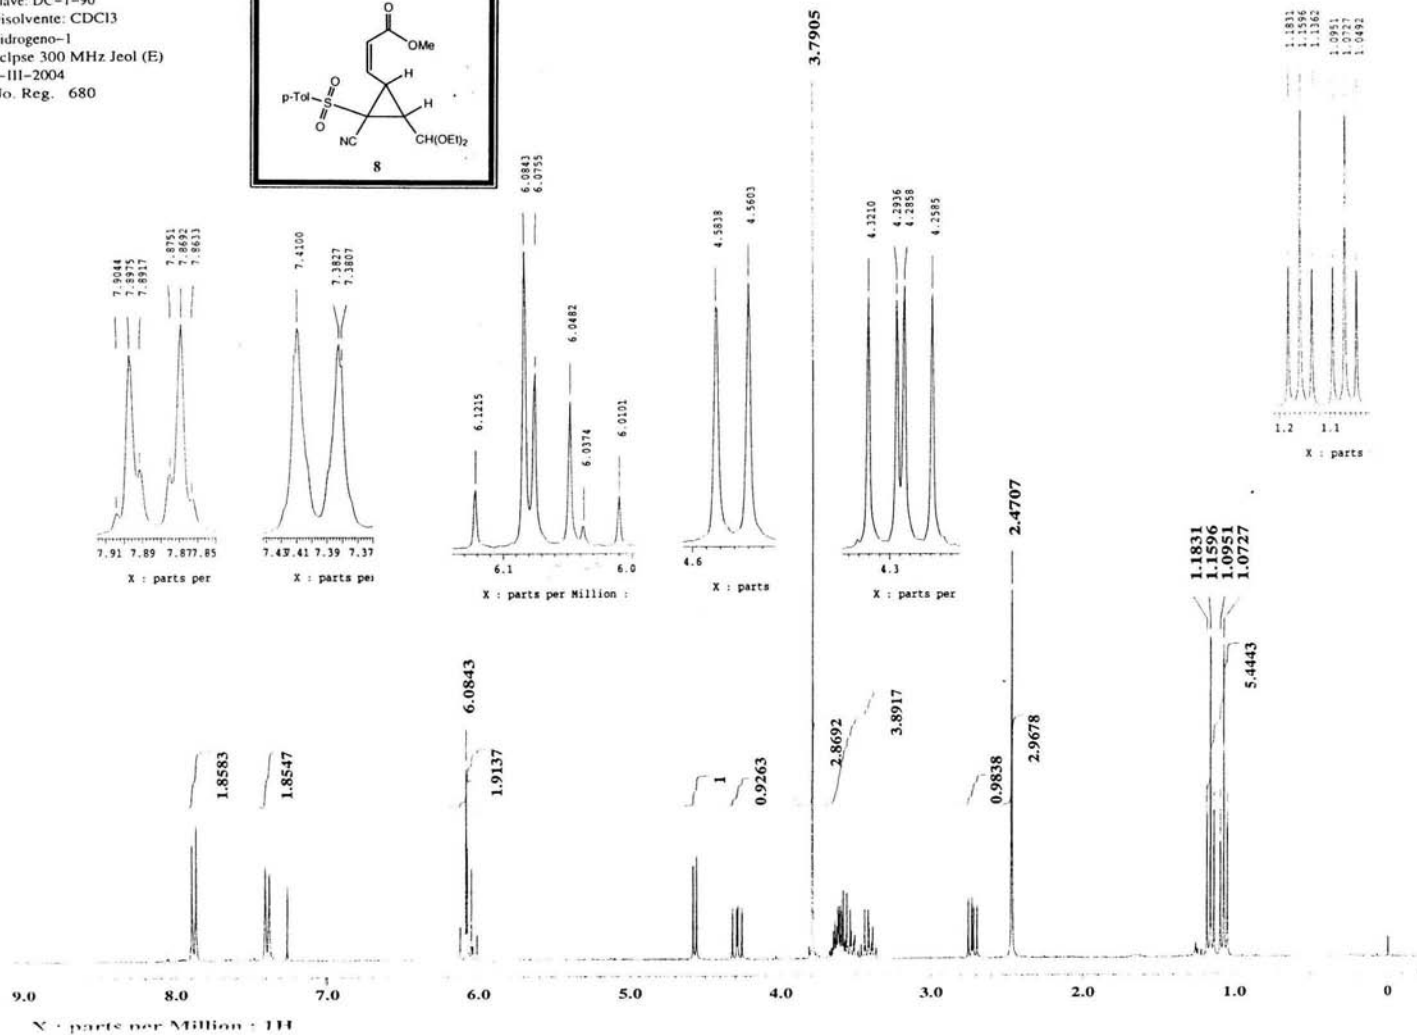 DC-1-90
isolvente: CDCl3
idrogeno-1
clpse 300 MHz Jeol (E)
-III-2004
o. Reg. 680
O
OMe
H
p-Tol
O
S
O
H
NC
CH(OEt)₂
8
3.7905
1.1831
1.1596
1.1362
1.0951
1.0727
1.0492
1.2 1.1
X : parts
7.9044
7.8975
7.8917
7.8751
7.8692
7.8633
7.91 7.89 7.87 7.85
X : parts per
7.4100
7.3827
7.3807
7.43 7.41 7.39 7.37
X : parts per
6.1215
6.0843
6.0755
6.0482
6.0374
6.0101
6.1 6.0
X : parts per Million :
4.5838
4.5603
4.6
X : parts
4.3210
4.2936
4.2858
4.2585
4.3
X : parts per
2.4707
1.1831
1.1596
1.0951
1.0727
6.0843
1.8583
1.8547
1.9137
1
0.9263
2.8692
3.8917
0.9838
2.9678
5.4443
9.0 8.0 7.0 6.0 5.0 4.0 3.0 2.0 1.0 0
X : parts per Million : 1H